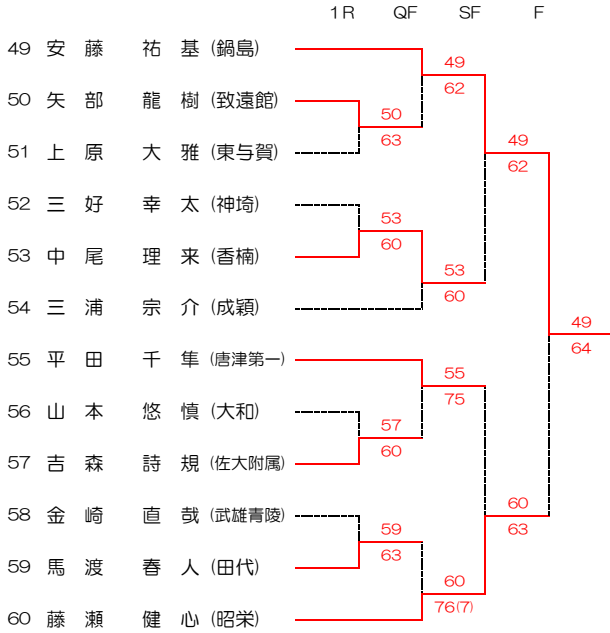 1R QF SF F
49 安藤 祐基 (鍋島)
49
62
50 矢部 龍樹 (致遠館)
50
63
49
62
51 上原 大雅 (東与賀)
52 三好 幸太 (神埼)
53
60
53 中尾 理来 (香楠)
53
60
54 三浦 宗介 (成穎)
49
64
55 平田 千隼 (唐津第一)
55
75
56 山本 悠慎 (大和)
57
60
57 吉森 詩規 (佐大附属)
60
63
58 金崎 直哉 (武雄青陵)
59
63
59 馬渡 春人 (田代)
60
76(7)
60 藤瀬 健心 (昭栄)